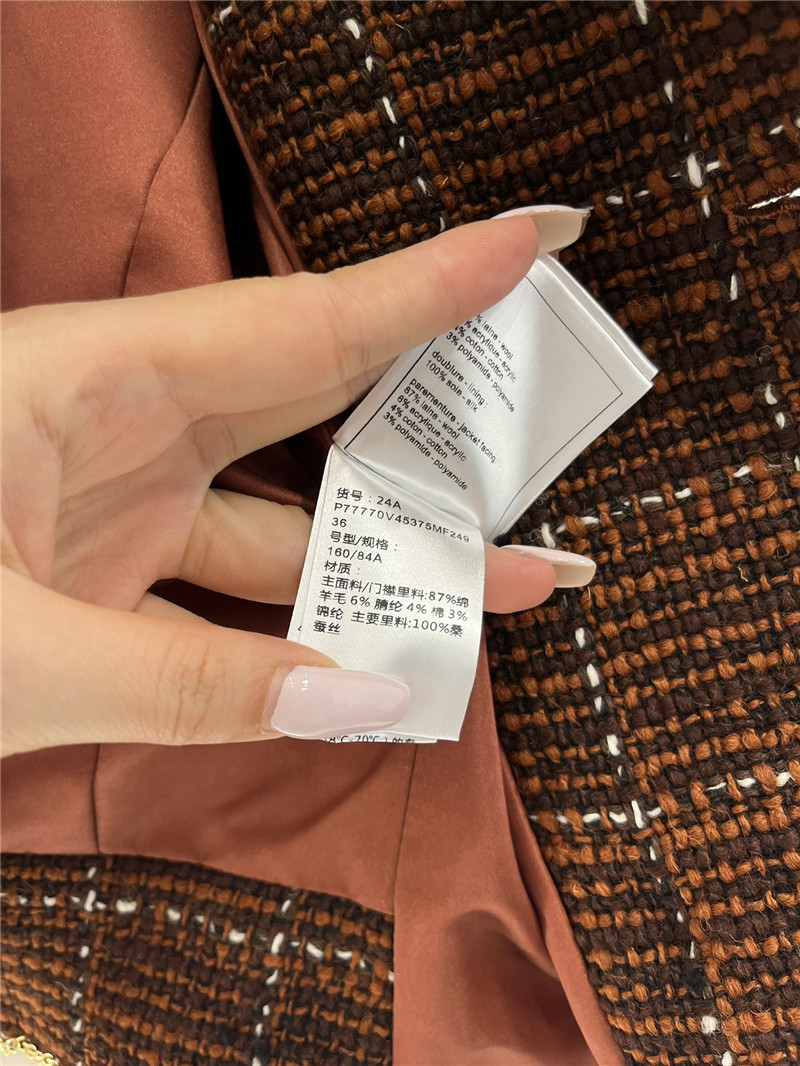 % laine - wool
% acrylique - acrylic
4% coton - cotton
3% polyamide - polyamide
doublure - lining :
100% soie - silk
parementure - jacket facing
87% laine - wool
6% acrylique - acrylic
4% coton - cotton
3% polyamide - polyamide
货号：24A
P77770V45375MF249
36
号型/规格：
160/84A
材质：
主面料/门襟里料:87%绵
羊毛 6% 腈纶 4% 棉 3%
锦纶 主要里料:100%桑
蚕丝